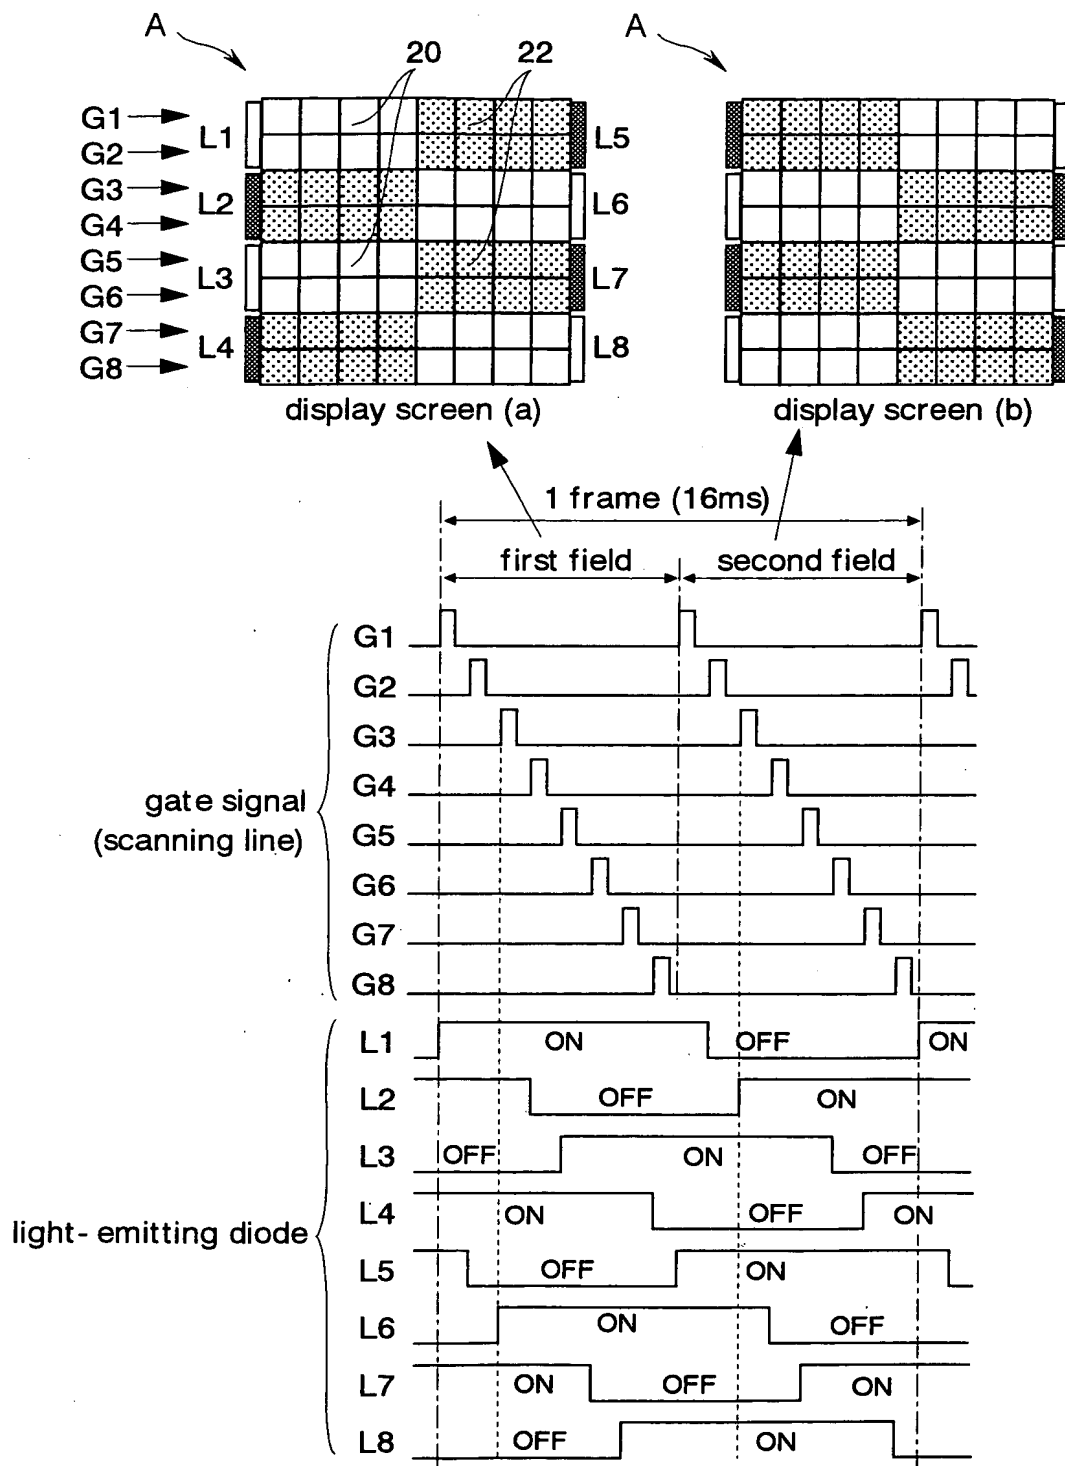 A A
20 22
G1
G2
L1 L5
G3
G4
L2 L6
G5
G6
L3 L7
G7
G8
L4 L8
display screen (a) display screen (b)
1 frame (16ms)
first field second field
G1
G2
G3
G4
gate signal
(scanning line)
G5
G6
G7
G8
L1 ON OFF ON
L2 OFF ON
L3 OFF ON OFF
L4 ON OFF ON
light-emitting diode
L5 OFF ON
L6 ON OFF
L7 ON OFF ON
L8 OFF ON